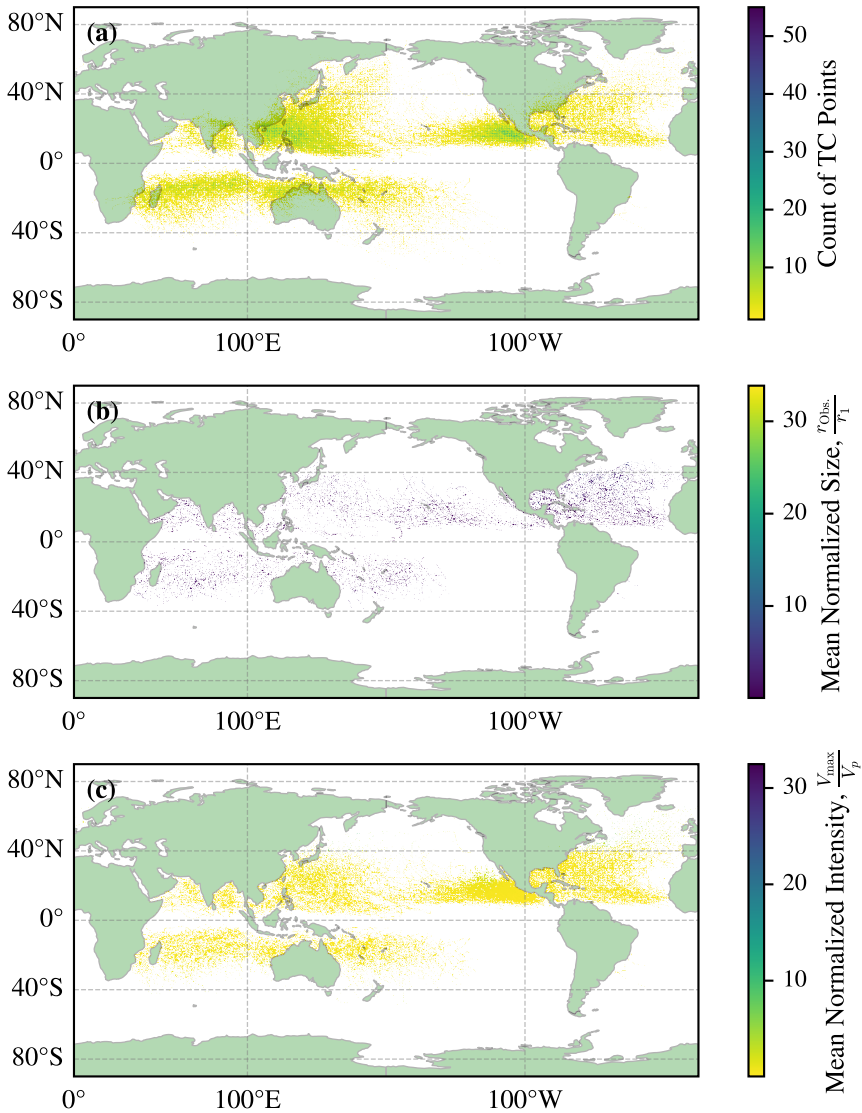 (a)
80°N
40°N
0°
40°S
80°S
0°
100°E
100°W
50
40
30
20
10
Count of TC Points
(b)
80°N
40°N
0°
40°S
80°S
0°
100°E
100°W
30
20
10
Mean Normalized Size, r_Obs./r_1
(c)
80°N
40°N
0°
40°S
80°S
0°
100°E
100°W
30
20
10
Mean Normalized Intensity, V_max/V_p